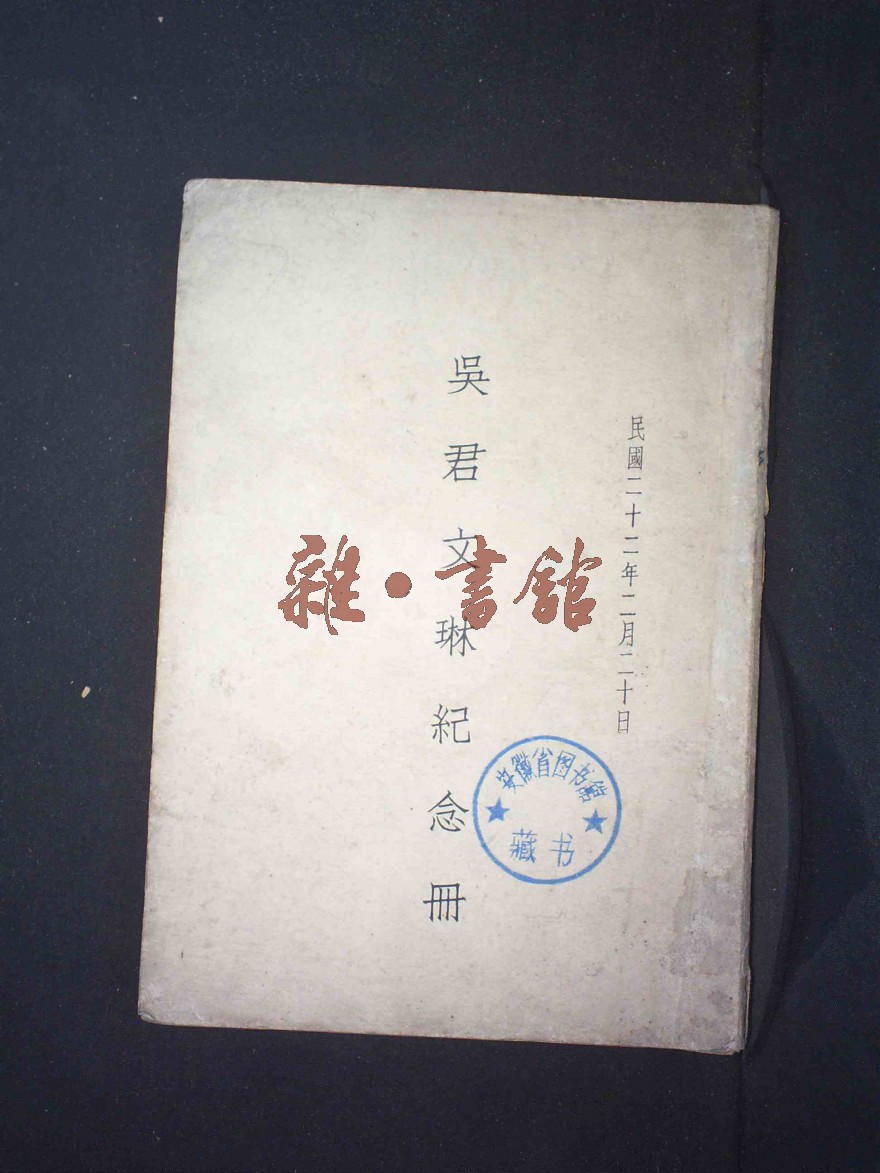 民國二十二年二月二十日
吳君文琳紀念冊
雜·書館
安徽省图书舘
藏书